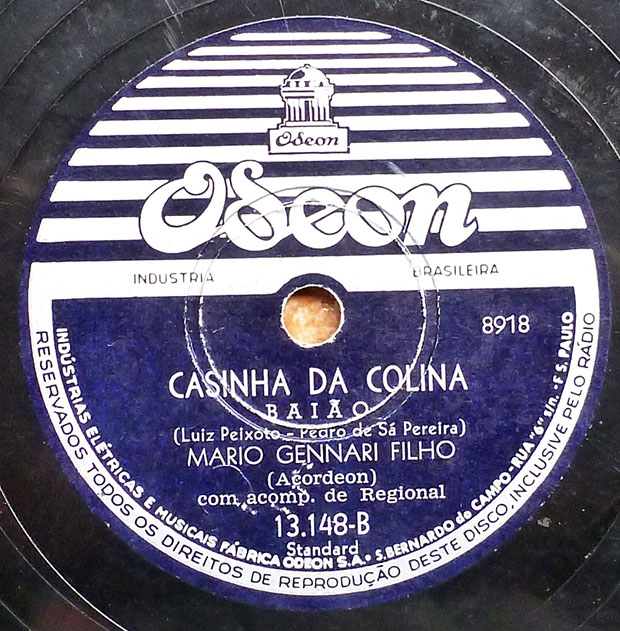 Odeon
Odeon
INDUSTRIA BRASILEIRA
8918
CASINHA DA COLINA
BAIÃO
(Luiz Peixoto - Pedro de Sá Pereira)
MARIO GENNARI FILHO
(Acordeon)
com acomp. de Regional
13.148-B
Standard
INDÚSTRIAS ELÉTRICAS E MUSICAIS FÁBRICA ODEON S.A. • S. BERNARDO do CAMPO - RUA "G" s/n. - E. S. PAULO
RESERVADOS TODOS OS DIREITOS DE REPRODUÇÃO DESTE DISCO, INCLUSIVE PELO RÁDIO